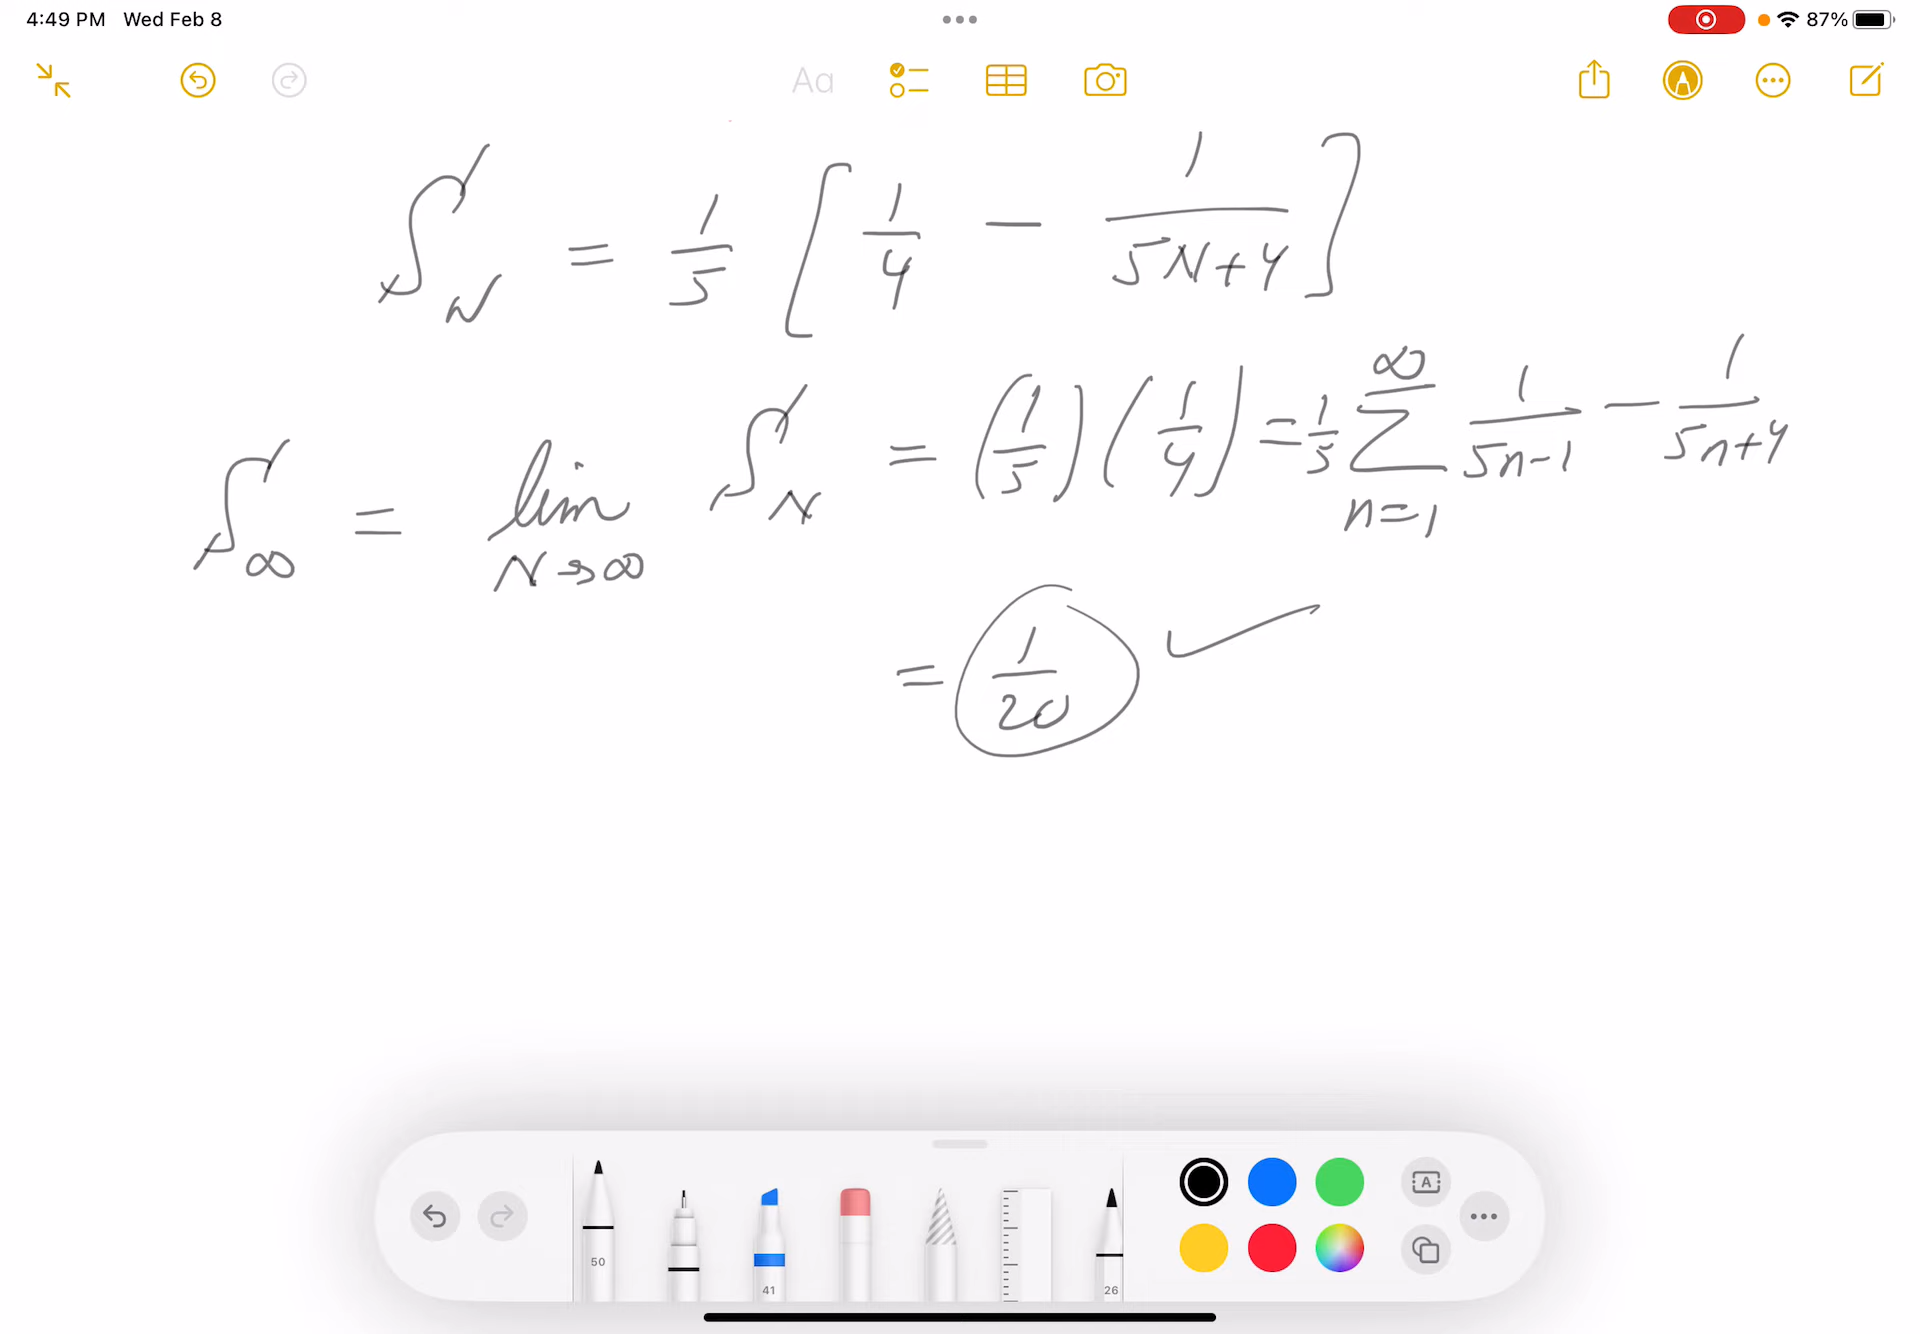 4:49 PM Wed Feb 8
87%
Aa
S_N = 1/5 [ 1/4 − 1/(5N+4) ]
S_∞ = lim_{N→∞} S_N = (1/5)(1/4) = 1/5 ∑_{n=1}^{∞} 1/(5n−1) − 1/(5n+4)
= 1/20 ✓
50
41
26
A